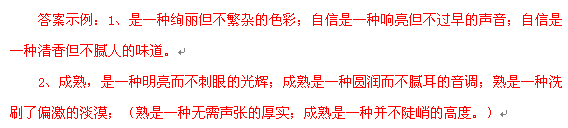 答案示例：1、是一种绚丽但不繁杂的色彩；自信是一种响亮但不过早的声音；自信是
一种清香但不腻人的味道。↵
2、成熟，是一种明亮而不刺眼的光辉；成熟是一种圆润而不腻耳的音调；熟是一种洗
刷了偏激的淡漠；（熟是一种无需声张的厚实；成熟是一种并不陡峭的高度。）↵